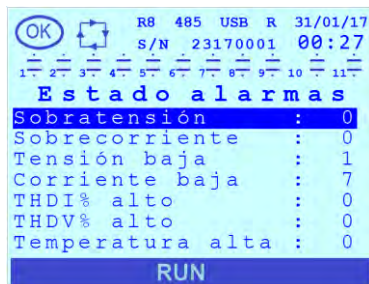 OK R8 485 USB R 31/01/17
S/N 23170001 00:27
1 2 3 4 5 6 7 8 9 10 11
Estado alarmas
Sobratensión : 0
Sobrecorriente : 0
Tensión baja : 1
Corriente baja : 7
THDI% alto : 0
THDV% alto : 0
Temperatura alta : 0
RUN